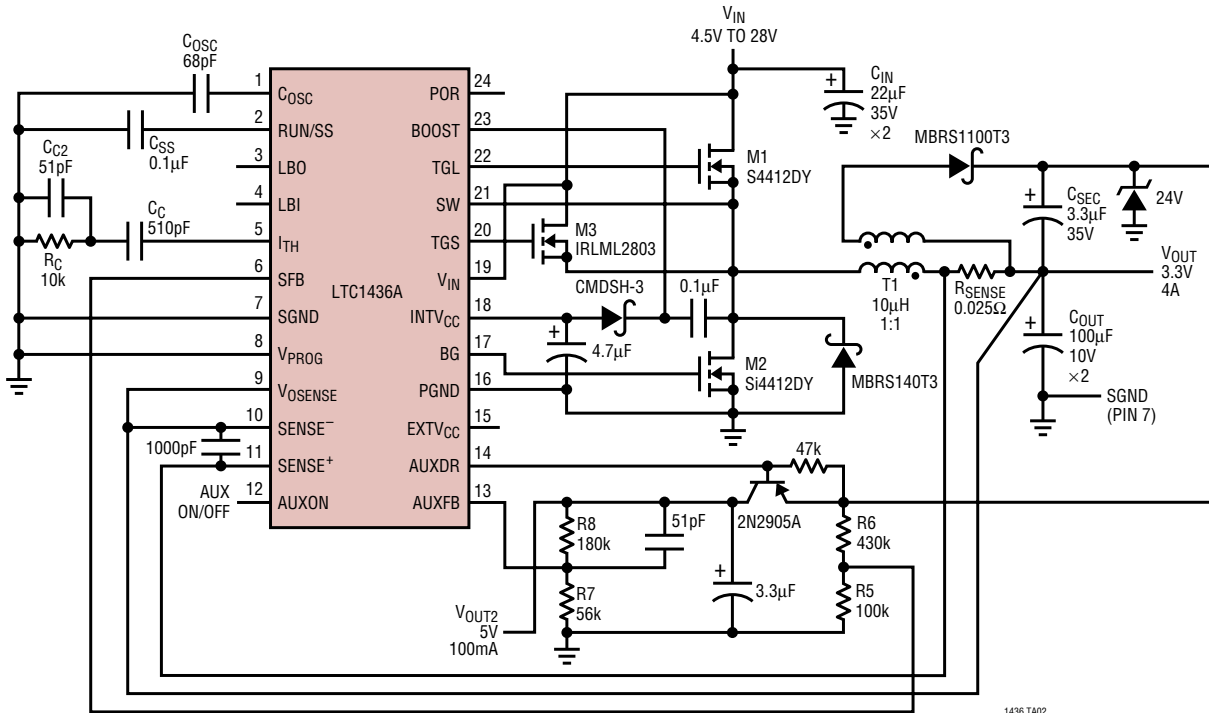 V_IN
4.5V TO 28V
C_OSC
68pF
C_IN
22μF
35V
×2
1
C_OSC
POR
24
2
RUN/SS
BOOST
23
C_SS
0.1μF
MBRS1100T3
C_C2
51pF
3
LBO
TGL
22
M1
S4412DY
4
LBI
SW
21
C_SEC
3.3μF
35V
24V
C_C
510pF
5
I_TH
TGS
20
M3
IRLML2803
R_C
10k
6
SFB
V_IN
19
LTC1436A
T1
10μH
1:1
R_SENSE
0.025Ω
V_OUT
3.3V
4A
CMDSH-3
0.1μF
7
SGND
INTV_CC
18
4.7μF
C_OUT
100μF
10V
×2
8
V_PROG
BG
17
M2
Si4412DY
MBRS140T3
9
V_OSENSE
PGND
16
SGND
(PIN 7)
10
SENSE−
EXTV_CC
15
1000pF
11
SENSE+
AUXDR
14
47k
AUX
ON/OFF
12
AUXON
AUXFB
13
R8
180k
51pF
2N2905A
R6
430k
R7
56k
3.3μF
R5
100k
V_OUT2
5V
100mA
1436 TA02
+
+
+
+
+